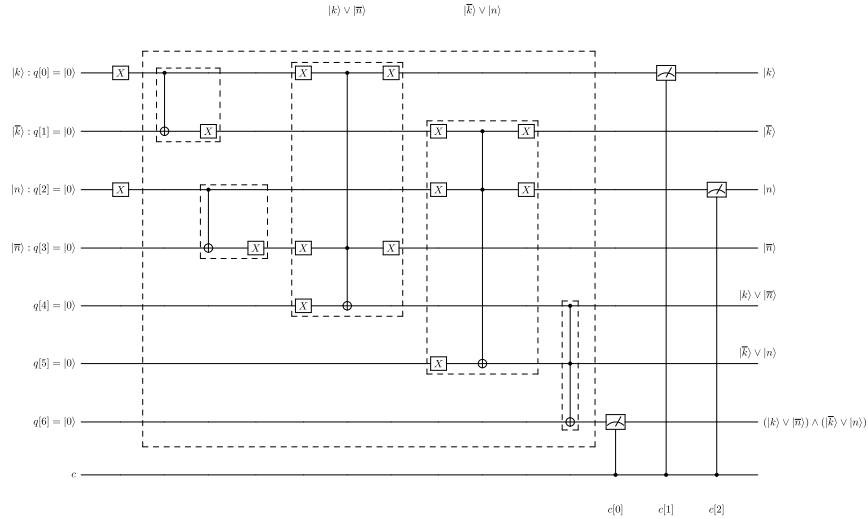 |k⟩ ∨ |n̅⟩ |k̅⟩ ∨ |n⟩
|k⟩ : q[0] = |0⟩ X X X |k⟩
|k̅⟩ : q[1] = |0⟩ X X X |k̅⟩
|n⟩ : q[2] = |0⟩ X X X |n⟩
|n̅⟩ : q[3] = |0⟩ X X X |n̅⟩
q[4] = |0⟩ X |k⟩ ∨ |n̅⟩
q[5] = |0⟩ X |k̅⟩ ∨ |n⟩
q[6] = |0⟩ (|k⟩ ∨ |n̅⟩) ∧ (|k̅⟩ ∨ |n⟩)
c
c[0] c[1] c[2]